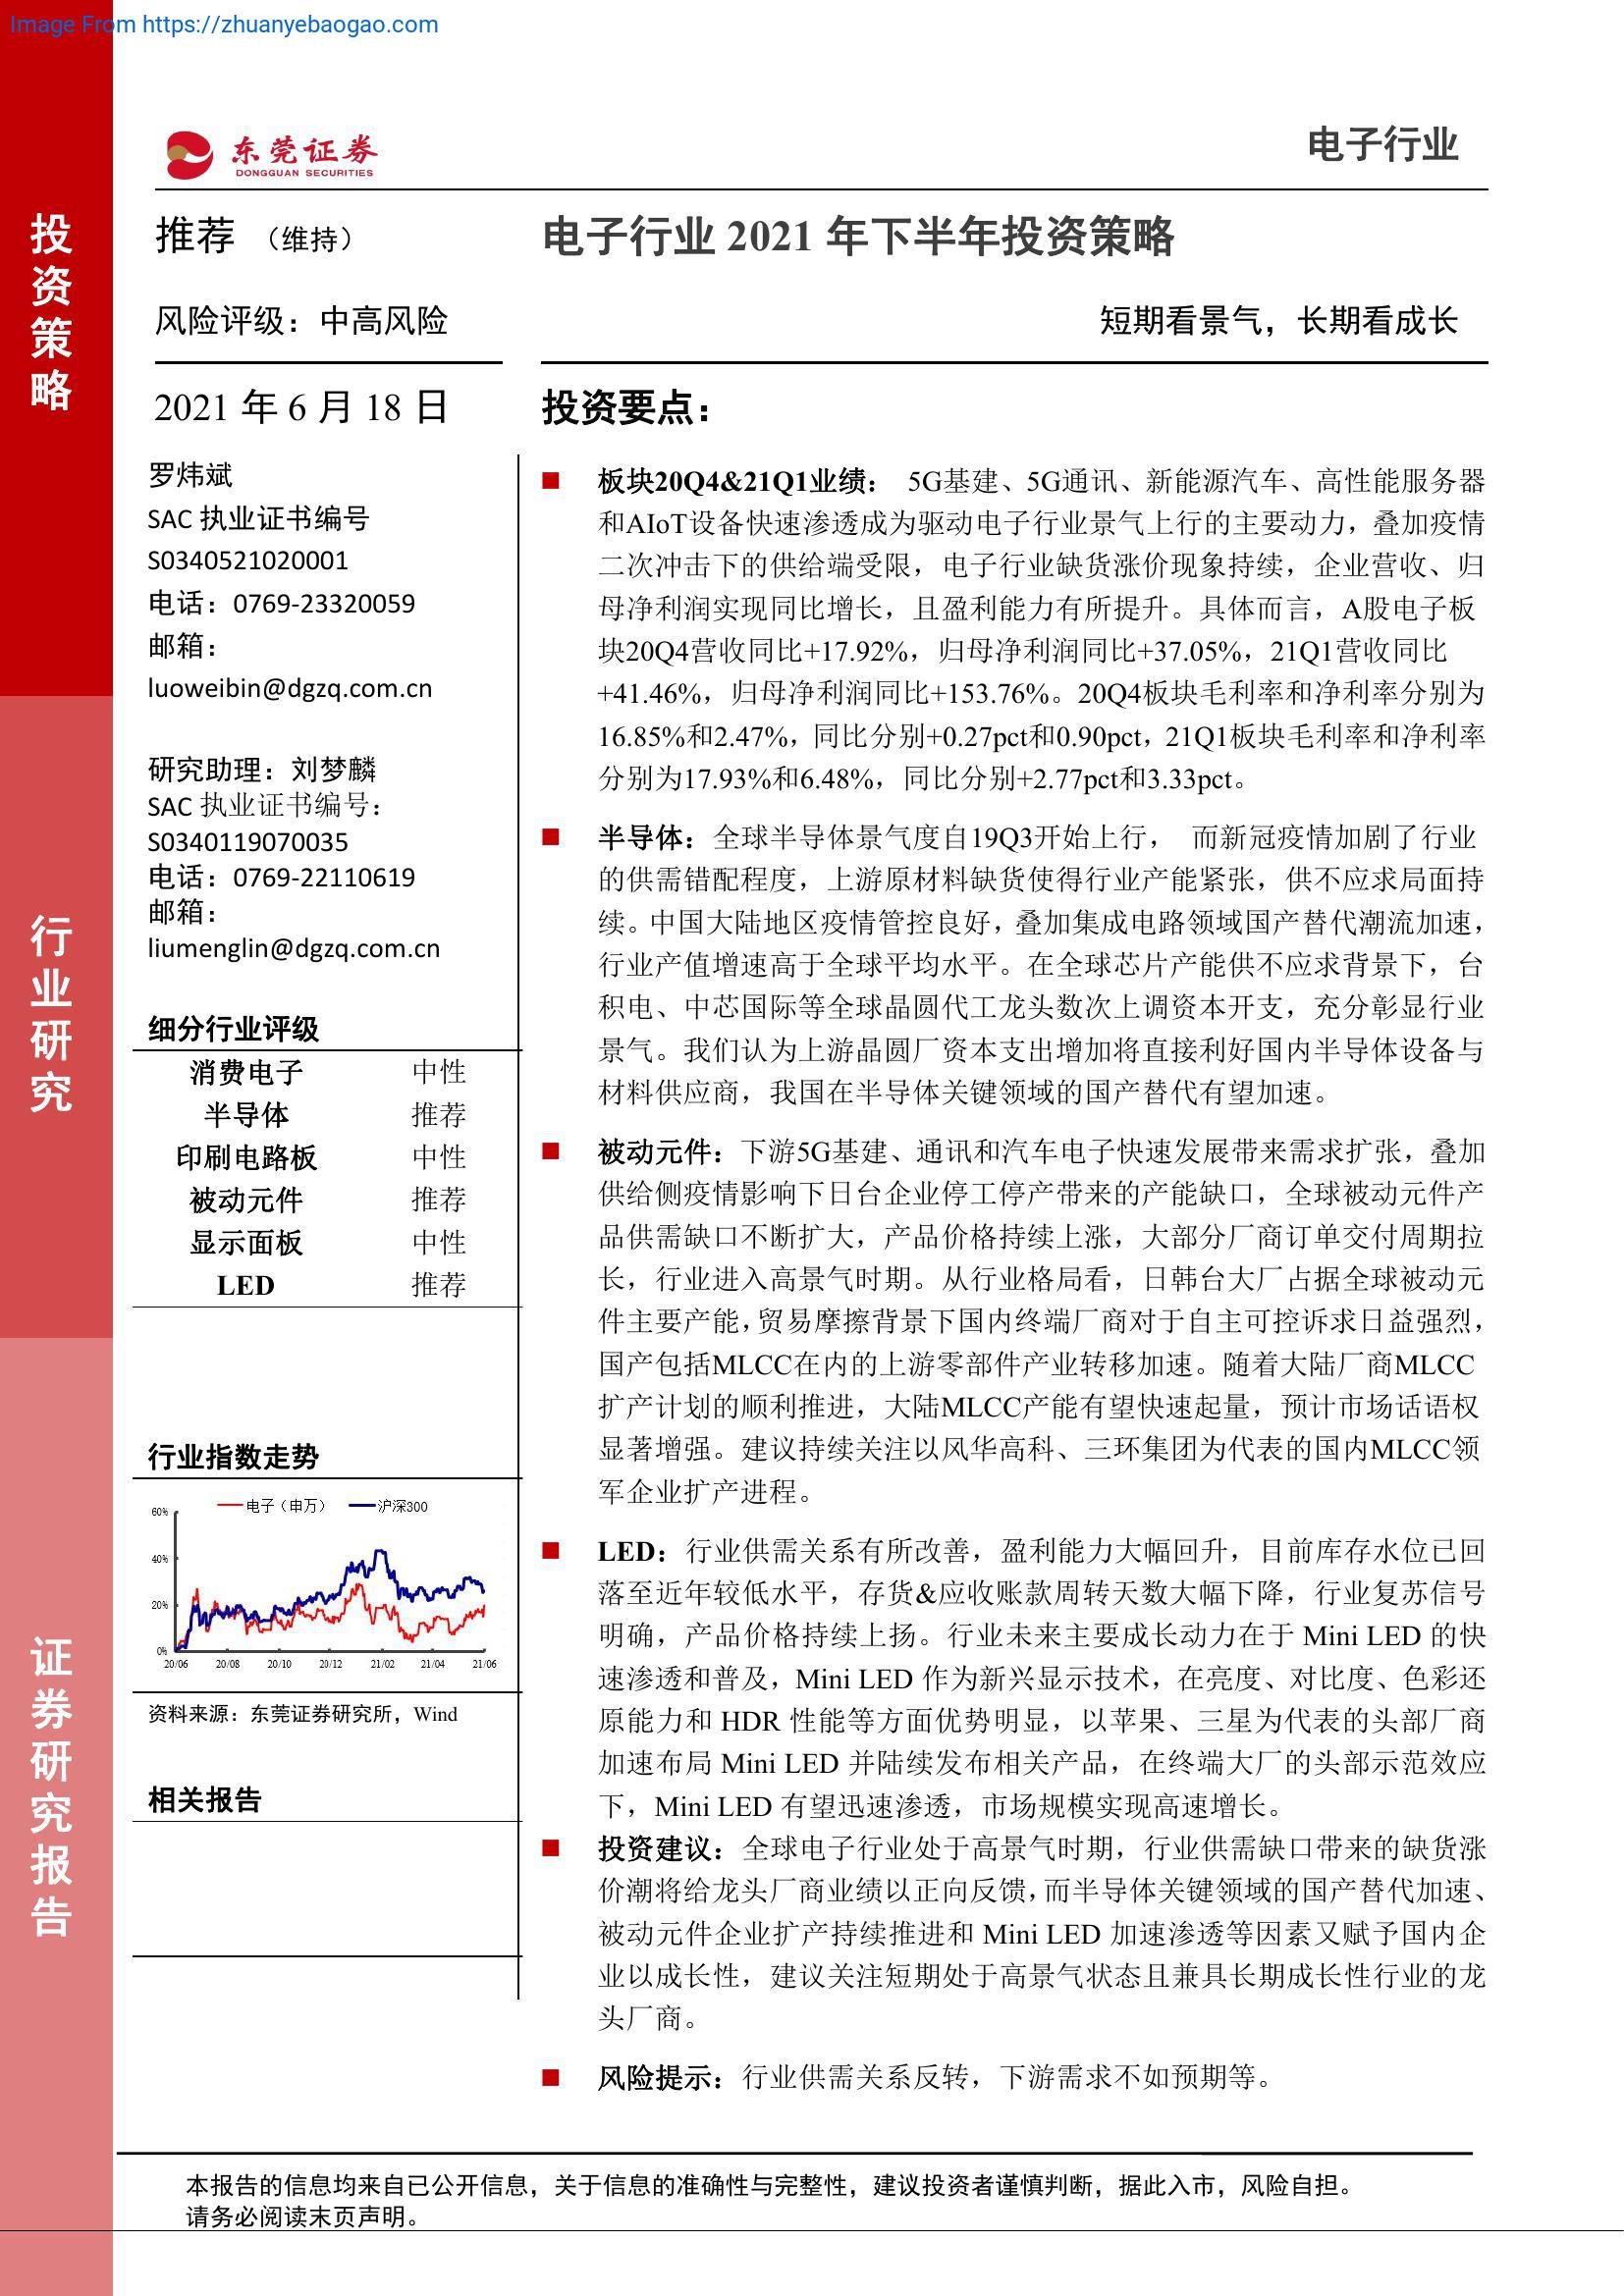 Image From https://zhuanyebaogao.com
东莞证券
DONGGUAN SECURITIES
电子行业
投资策略
行业研究
证券研究报告
推荐 （维持）
风险评级：中高风险
2021 年 6 月 18 日
罗炜斌
SAC 执业证书编号
S0340521020001
电话：0769-23320059
邮箱：
luoweibin@dgzq.com.cn
研究助理：刘梦麟
SAC 执业证书编号：
S0340119070035
电话：0769-22110619
邮箱：
liumenglin@dgzq.com.cn
细分行业评级
消费电子 中性
半导体 推荐
印刷电路板 中性
被动元件 推荐
显示面板 中性
LED 推荐
行业指数走势
电子（申万） 沪深300
60%
40%
20%
0%
20/06 20/08 20/10 20/12 21/02 21/04 21/06
资料来源：东莞证券研究所，Wind
相关报告
电子行业 2021 年下半年投资策略
短期看景气，长期看成长
投资要点：
■ 板块20Q4&21Q1业绩： 5G基建、5G通讯、新能源汽车、高性能服务器
和AIoT设备快速渗透成为驱动电子行业景气上行的主要动力，叠加疫情
二次冲击下的供给端受限，电子行业缺货涨价现象持续，企业营收、归
母净利润实现同比增长，且盈利能力有所提升。具体而言，A股电子板
块20Q4营收同比+17.92%，归母净利润同比+37.05%，21Q1营收同比
+41.46%，归母净利润同比+153.76%。20Q4板块毛利率和净利率分别为
16.85%和2.47%，同比分别+0.27pct和0.90pct，21Q1板块毛利率和净利率
分别为17.93%和6.48%，同比分别+2.77pct和3.33pct。
■ 半导体：全球半导体景气度自19Q3开始上行， 而新冠疫情加剧了行业
的供需错配程度，上游原材料缺货使得行业产能紧张，供不应求局面持
续。中国大陆地区疫情管控良好，叠加集成电路领域国产替代潮流加速，
行业产值增速高于全球平均水平。在全球芯片产能供不应求背景下，台
积电、中芯国际等全球晶圆代工龙头数次上调资本开支，充分彰显行业
景气。我们认为上游晶圆厂资本支出增加将直接利好国内半导体设备与
材料供应商，我国在半导体关键领域的国产替代有望加速。
■ 被动元件：下游5G基建、通讯和汽车电子快速发展带来需求扩张，叠加
供给侧疫情影响下日台企业停工停产带来的产能缺口，全球被动元件产
品供需缺口不断扩大，产品价格持续上涨，大部分厂商订单交付周期拉
长，行业进入高景气时期。从行业格局看，日韩台大厂占据全球被动元
件主要产能，贸易摩擦背景下国内终端厂商对于自主可控诉求日益强烈，
国产包括MLCC在内的上游零部件产业转移加速。随着大陆厂商MLCC
扩产计划的顺利推进，大陆MLCC产能有望快速起量，预计市场话语权
显著增强。建议持续关注以风华高科、三环集团为代表的国内MLCC领
军企业扩产进程。
■ LED：行业供需关系有所改善，盈利能力大幅回升，目前库存水位已回
落至近年较低水平，存货&应收账款周转天数大幅下降，行业复苏信号
明确，产品价格持续上扬。行业未来主要成长动力在于 Mini LED 的快
速渗透和普及，Mini LED 作为新兴显示技术，在亮度、对比度、色彩还
原能力和 HDR 性能等方面优势明显，以苹果、三星为代表的头部厂商
加速布局 Mini LED 并陆续发布相关产品，在终端大厂的头部示范效应
下，Mini LED 有望迅速渗透，市场规模实现高速增长。
■ 投资建议：全球电子行业处于高景气时期，行业供需缺口带来的缺货涨
价潮将给龙头厂商业绩以正向反馈，而半导体关键领域的国产替代加速、
被动元件企业扩产持续推进和 Mini LED 加速渗透等因素又赋予国内企
业以成长性，建议关注短期处于高景气状态且兼具长期成长性行业的龙
头厂商。
■ 风险提示：行业供需关系反转，下游需求不如预期等。
本报告的信息均来自已公开信息，关于信息的准确性与完整性，建议投资者谨慎判断，据此入市，风险自担。
请务必阅读末页声明。